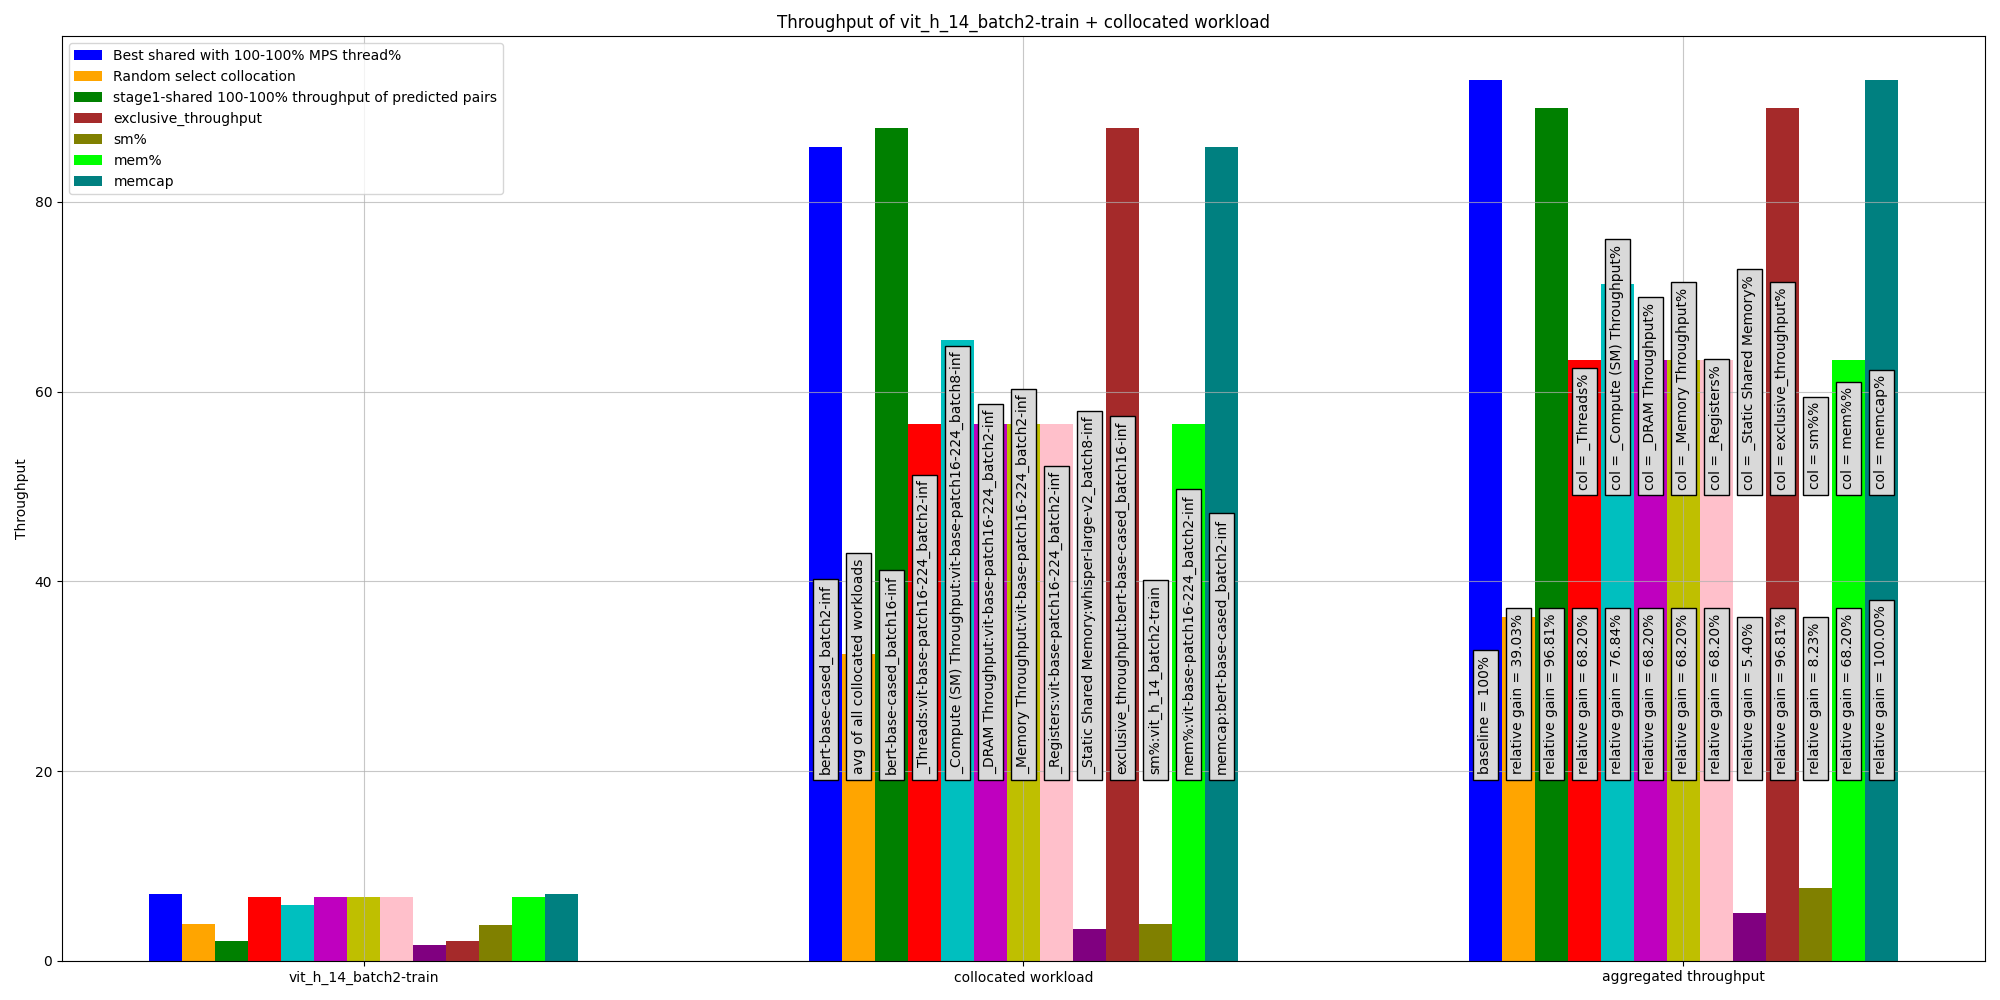 Throughput of vit_h_14_batch2-train + collocated workload
Best shared with 100-100% MPS thread%
Random select collocation
stage1-shared 100-100% throughput of predicted pairs
exclusive_throughput
sm%
mem%
memcap
Throughput
80
60
40
20
0
bert-base-cased_batch2-inf
avg of all collocated workloads
bert-base-cased_batch16-inf
_Threads:vit-base-patch16-224_batch2-inf
_Compute (SM) Throughput:vit-base-patch16-224_batch8-inf
_DRAM Throughput:vit-base-patch16-224_batch2-inf
_Memory Throughput:vit-base-patch16-224_batch2-inf
_Registers:vit-base-patch16-224_batch2-inf
_Static Shared Memory:whisper-large-v2_batch8-inf
exclusive_throughput:bert-base-cased_batch16-inf
sm%:vit_h_14_batch2-train
mem%:vit-base-patch16-224_batch2-inf
memcap:bert-base-cased_batch2-inf
col = _Threads%
col = _Compute (SM) Throughput%
col = _DRAM Throughput%
col = _Memory Throughput%
col = _Registers%
col = _Static Shared Memory%
col = exclusive_throughput%
col = sm%%
col = mem%%
col = memcap%
baseline = 100%
relative gain = 39.03%
relative gain = 96.81%
relative gain = 68.20%
relative gain = 76.84%
relative gain = 68.20%
relative gain = 68.20%
relative gain = 68.20%
relative gain = 5.40%
relative gain = 96.81%
relative gain = 8.23%
relative gain = 68.20%
relative gain = 100.00%
vit_h_14_batch2-train
collocated workload
aggregated throughput